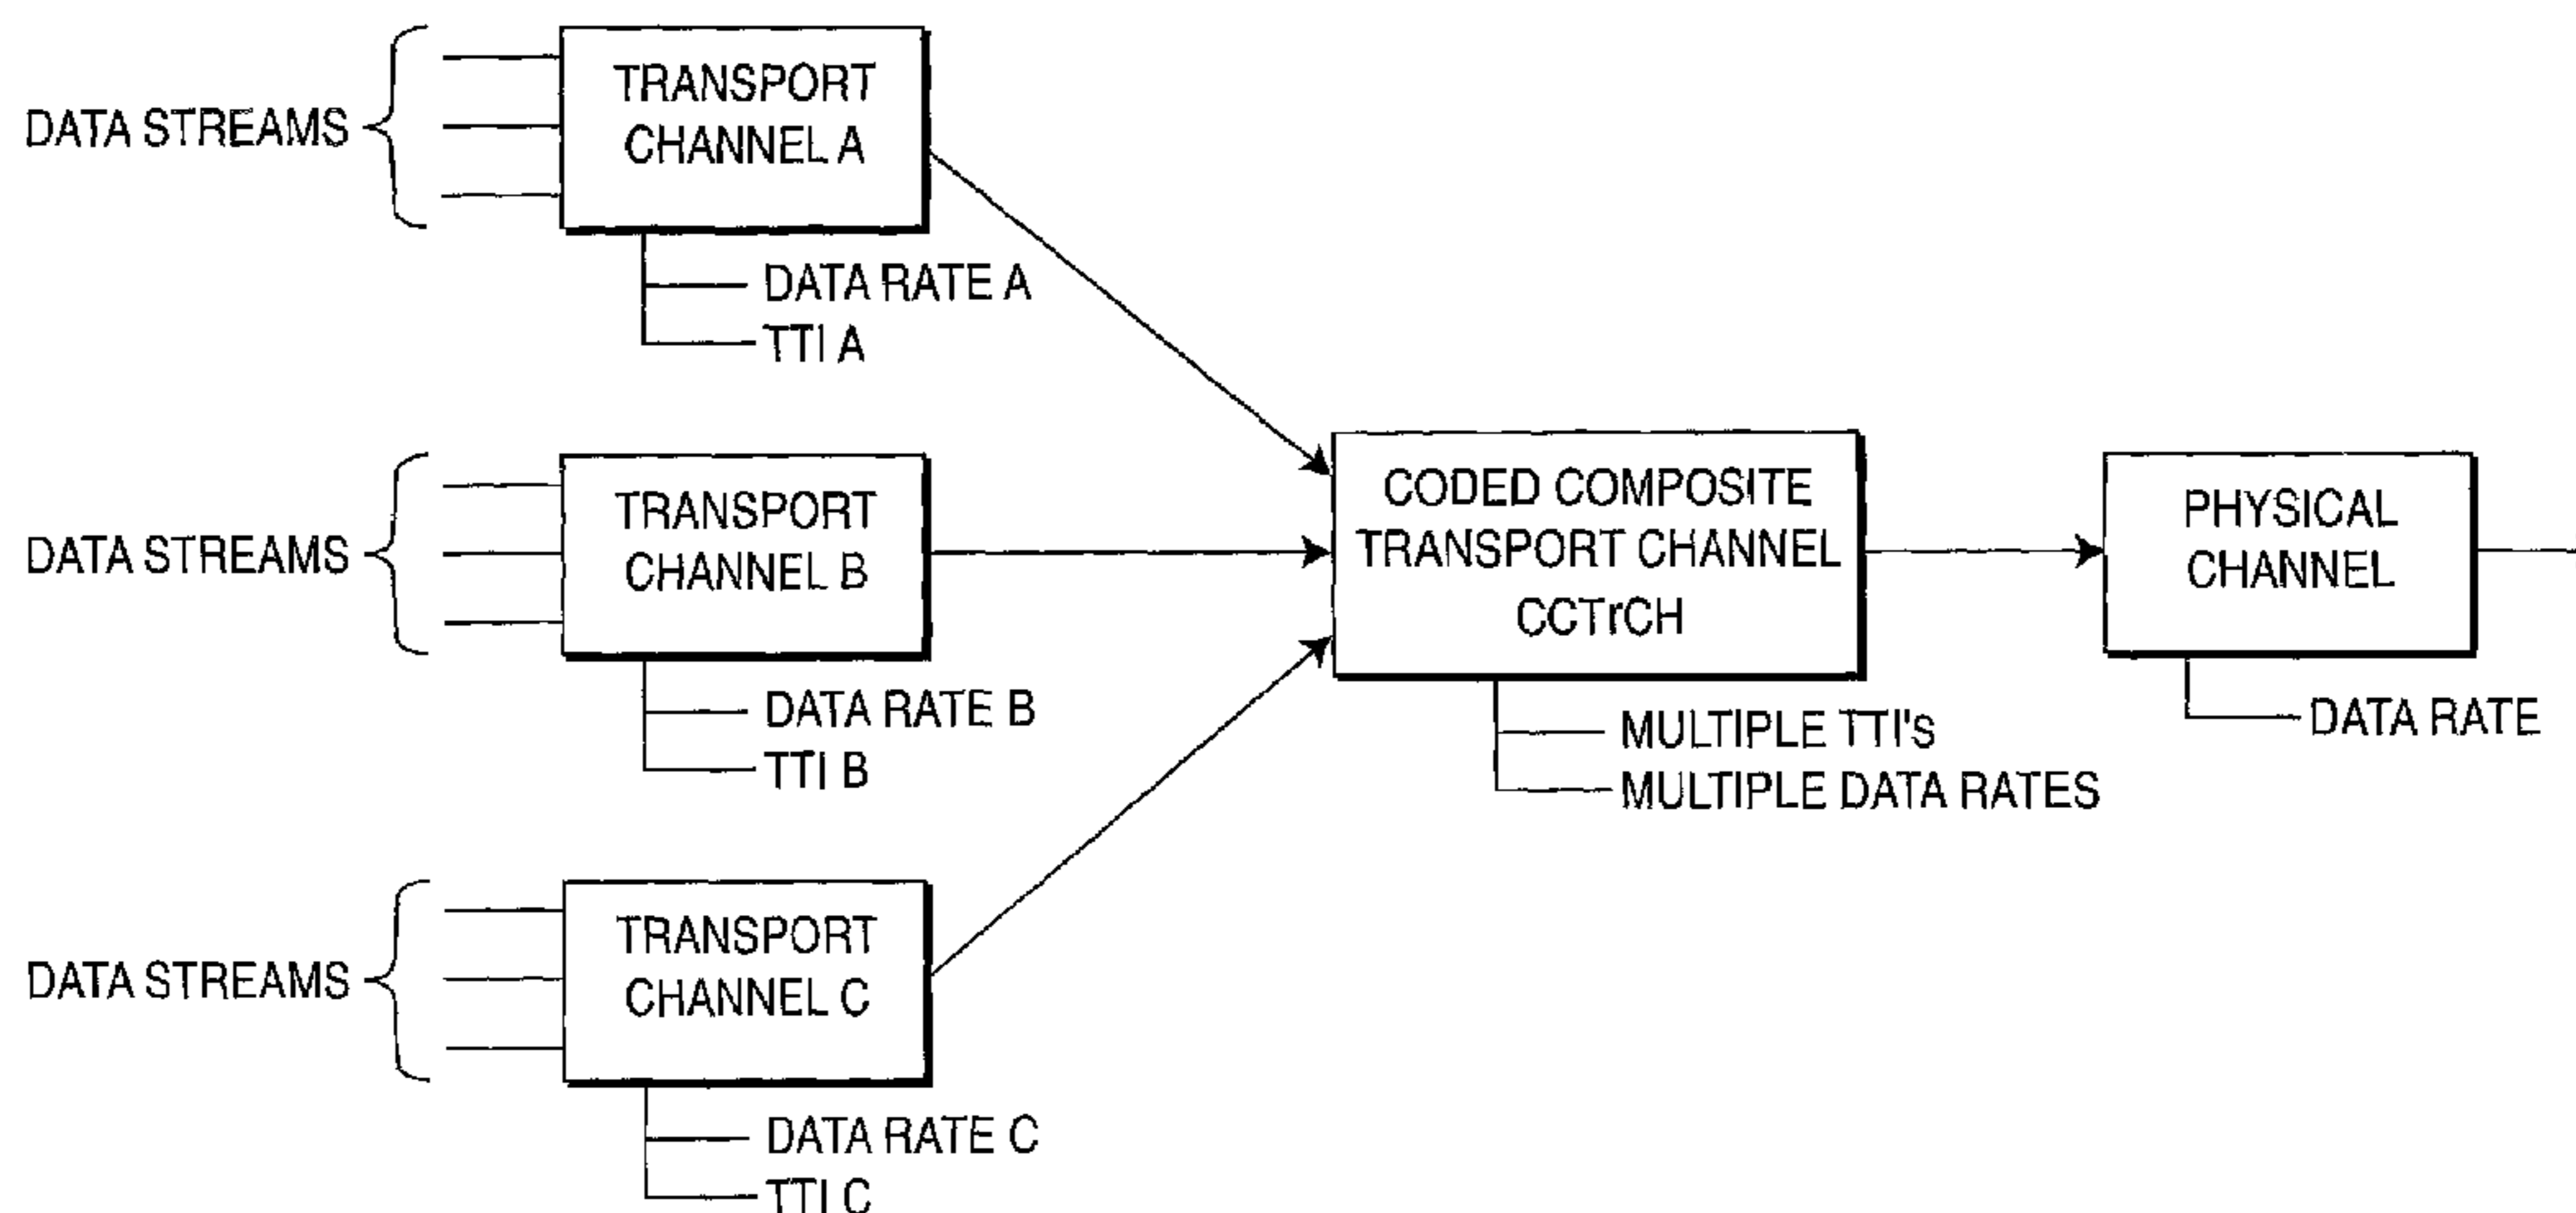 DATA STREAMS
TRANSPORT
CHANNEL A
DATA RATE A
TTI A
DATA STREAMS
TRANSPORT
CHANNEL B
DATA RATE B
TTI B
DATA STREAMS
TRANSPORT
CHANNEL C
DATA RATE C
TTI C
CODED COMPOSITE
TRANSPORT CHANNEL
CCTrCH
MULTIPLE TTI's
MULTIPLE DATA RATES
PHYSICAL
CHANNEL
DATA RATE